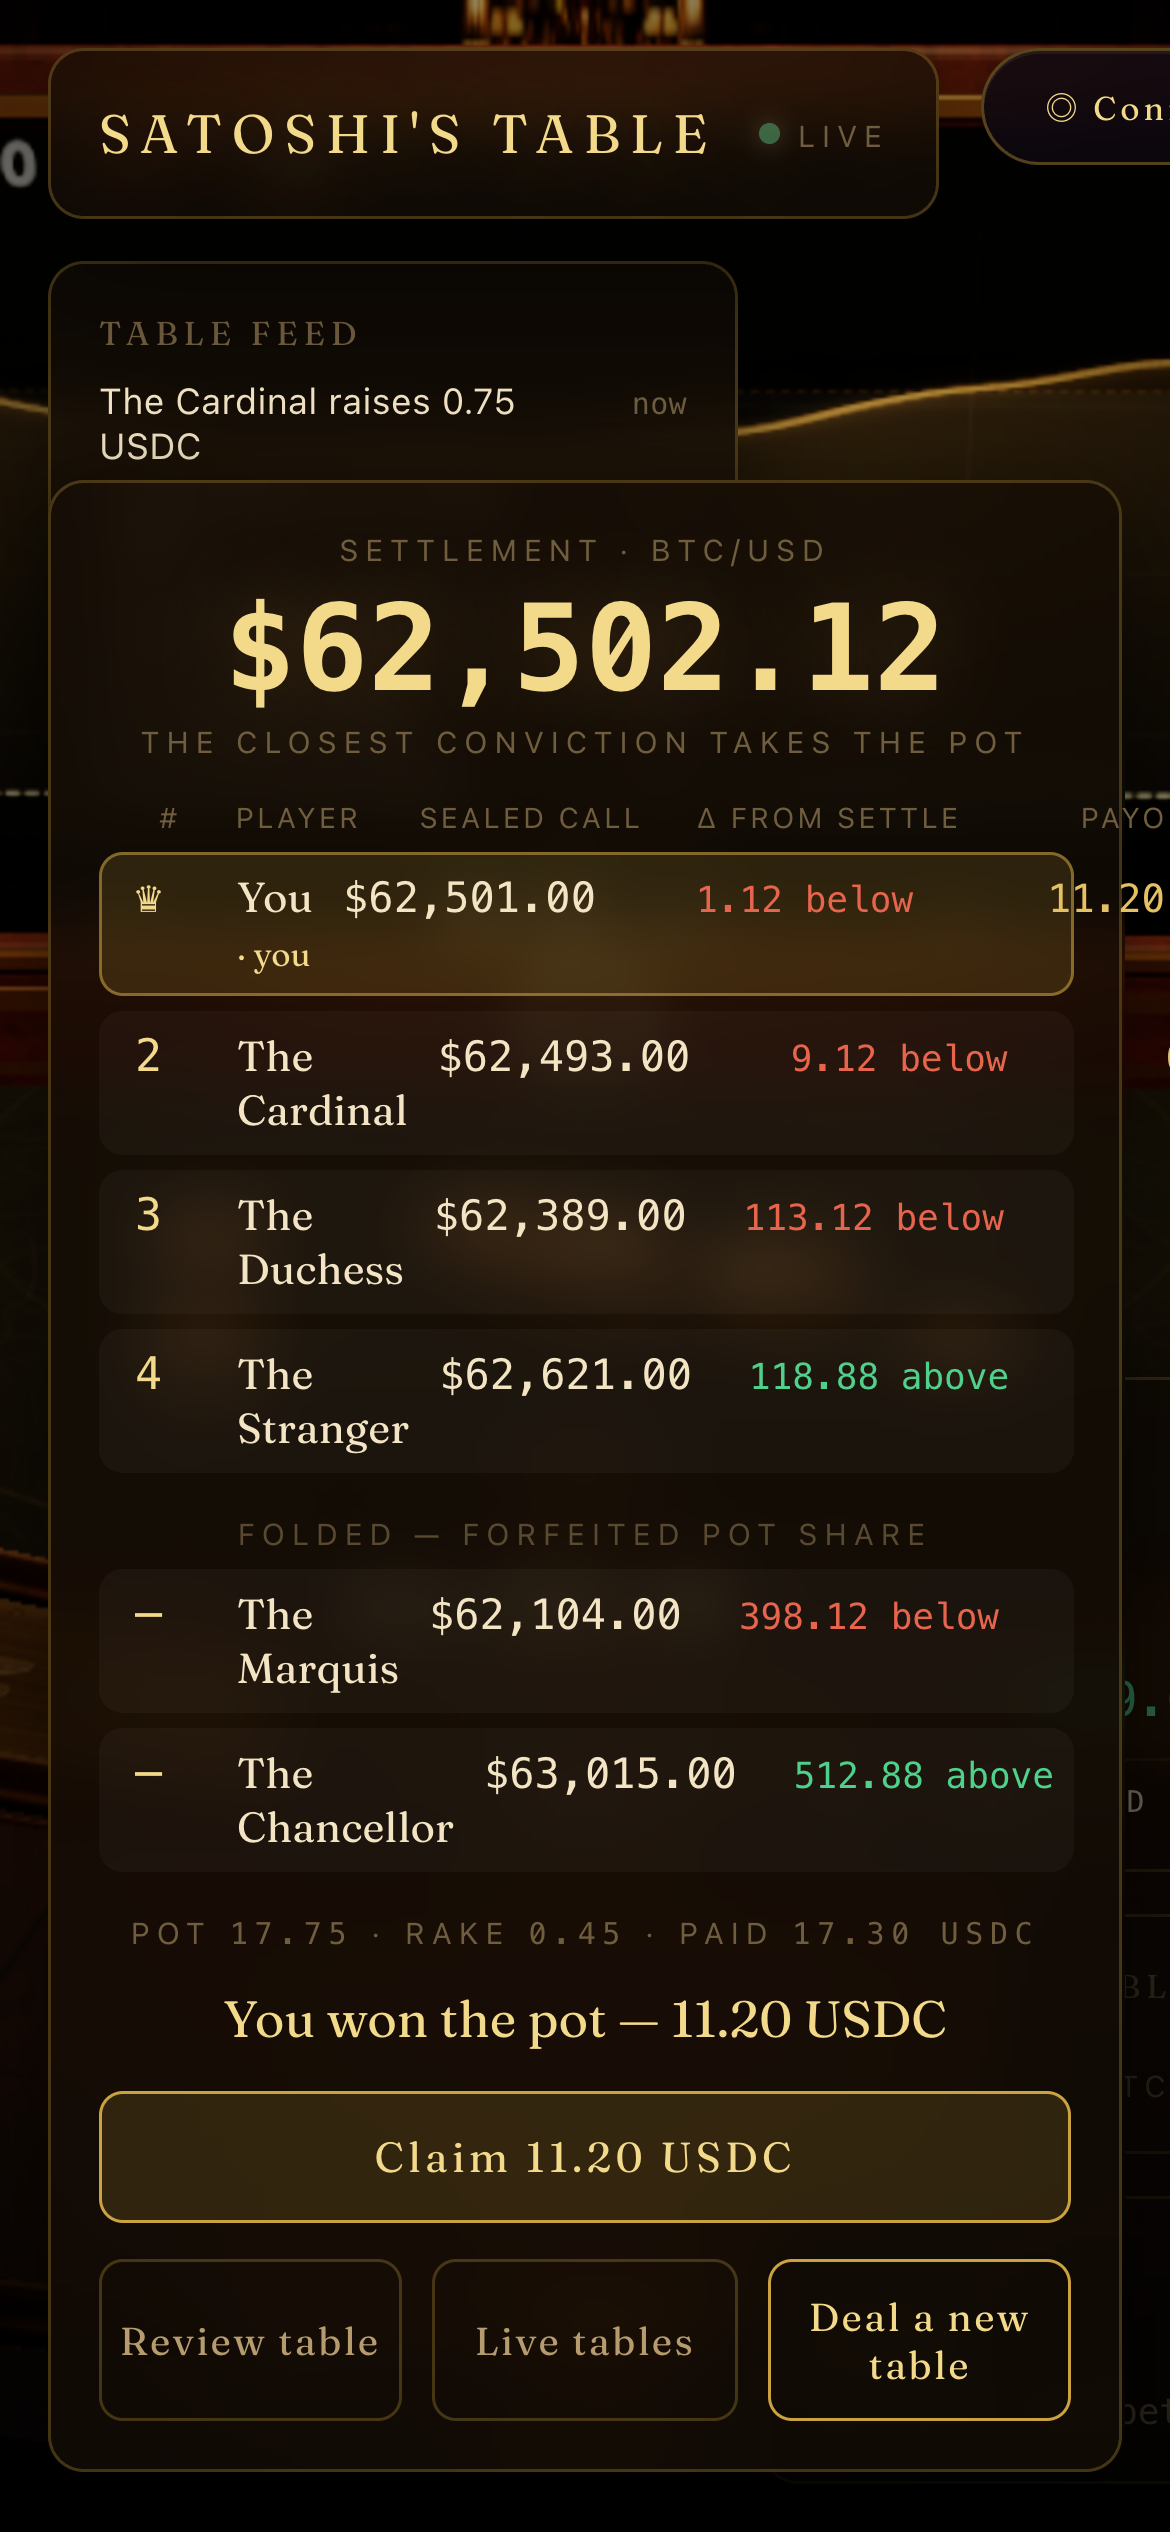 SATOSHI'S TABLE
LIVE
TABLE FEED
The Cardinal raises 0.75 now
USDC
SETTLEMENT · BTC/USD
$62,502.12
THE CLOSEST CONVICTION TAKES THE POT
# PLAYER SEALED CALL Δ FROM SETTLE
♛ You $62,501.00 1.12 below 11.20
· you
2 The $62,493.00 9.12 below
Cardinal
3 The $62,389.00 113.12 below
Duchess
4 The $62,621.00 118.88 above
Stranger
FOLDED — FORFEITED POT SHARE
— The $62,104.00 398.12 below
Marquis
— The $63,015.00 512.88 above
Chancellor
POT 17.75 · RAKE 0.45 · PAID 17.30 USDC
You won the pot — 11.20 USDC
Claim 11.20 USDC
Review table
Live tables
Deal a new
table